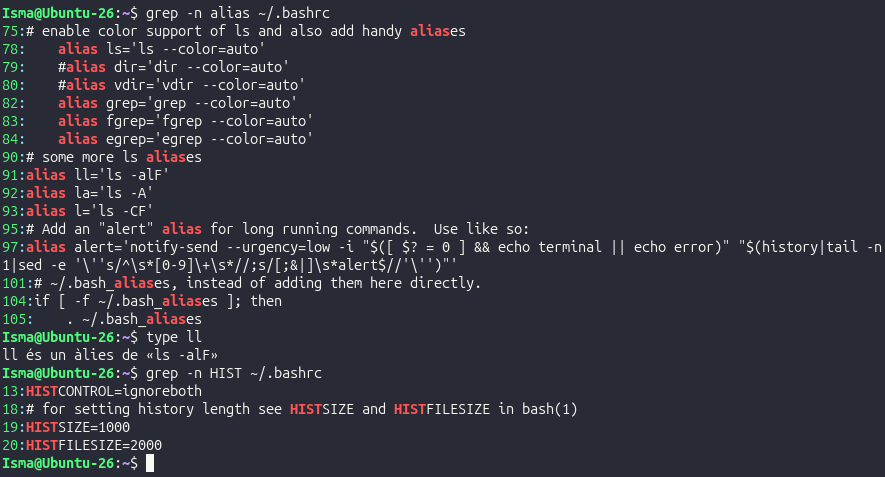 Isma@Ubuntu-26:~$ grep -n alias ~/.bashrc
75:# enable color support of ls and also add handy aliases
78:    alias ls='ls --color=auto'
79:    #alias dir='dir --color=auto'
80:    #alias vdir='vdir --color=auto'
82:    alias grep='grep --color=auto'
83:    alias fgrep='fgrep --color=auto'
84:    alias egrep='egrep --color=auto'
90:# some more ls aliases
91:alias ll='ls -alF'
92:alias la='ls -A'
93:alias l='ls -CF'
95:# Add an "alert" alias for long running commands.  Use like so:
97:alias alert='notify-send --urgency=low -i "$([ $? = 0 ] && echo terminal || echo error)" "$(history|tail -n
1|sed -e '\''s/^\s*[0-9]\+\s*//;s/[;&|]\s*alert$//'\'')"'
101:# ~/.bash_aliases, instead of adding them here directly.
104:if [ -f ~/.bash_aliases ]; then
105:    . ~/.bash_aliases
Isma@Ubuntu-26:~$ type ll
ll és un àlies de «ls -alF»
Isma@Ubuntu-26:~$ grep -n HIST ~/.bashrc
13:HISTCONTROL=ignoreboth
18:# for setting history length see HISTSIZE and HISTFILESIZE in bash(1)
19:HISTSIZE=1000
20:HISTFILESIZE=2000
Isma@Ubuntu-26:~$